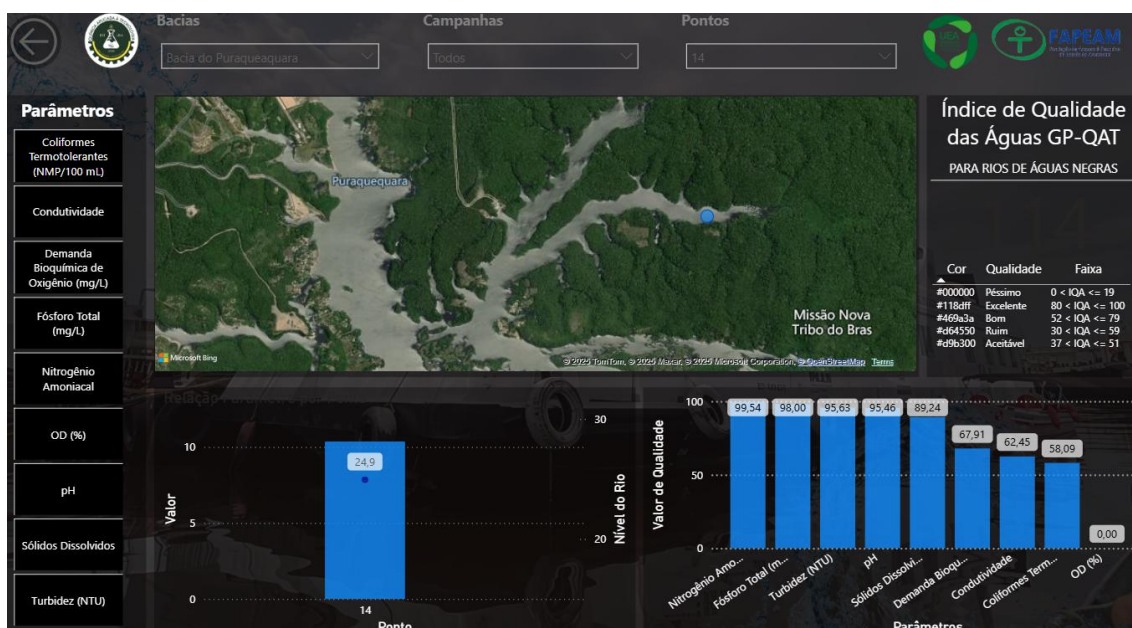 Bacias
Campanhas
Pontos
Bacia do Puraqueaquara
Todos
14
UEA
FAPEAM
Parâmetros
Coliformes
Termotolerantes
(NMP/100 mL)
Condutividade
Demanda
Bioquímica de
Oxigênio (mg/L)
Fósforo Total
(mg/L)
Nitrogênio
Amoniacal
OD (%)
pH
Sólidos Dissolvidos
Turbidez (NTU)
Puraquequara
Missão Nova
Tribo do Bras
Microsoft Bing
© 2025 TomTom, © 2025 Maxar, © 2025 Microsoft Corporation, © OpenStreetMap Terms
Índice de Qualidade
das Águas GP-QAT
PARA RIOS DE ÁGUAS NEGRAS
114
Cor Qualidade Faixa
#000000 Péssimo 0 < IQA <= 19
#118dff Excelente 80 < IQA <= 100
#469a3a Bom 52 < IQA <= 79
#d64550 Ruim 30 < IQA <= 59
#d9b300 Aceitável 37 < IQA <= 51
30
10
24,9
Valor
5
Nível do Rio
20
0
14
Ponto
100
99,54 98,00 95,63 95,46 89,24 67,91 62,45 58,09 0,00
Valor de Qualidade
50
0
Nitrogênio Amo...
Fósforo Total (m...
Turbidez (NTU)
pH
Sólidos Dissolvi...
Demanda Bioqu...
Condutividade
Coliformes Term...
OD (%)
Parâmetros